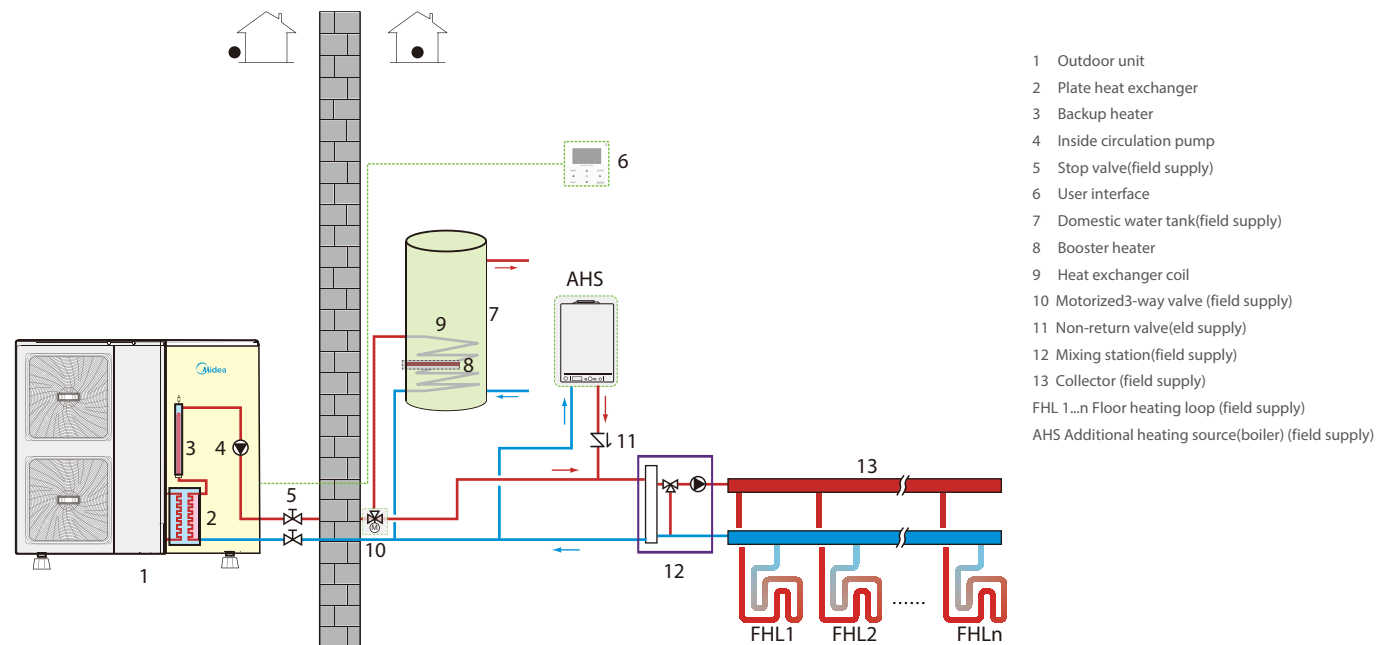 6
AHS
9
7
8
Midea
3
4
11
5
13
2
10
12
1
......
FHL1
FHL2
FHLn
M
1 Outdoor unit
2 Plate heat exchanger
3 Backup heater
4 Inside circulation pump
5 Stop valve(field supply)
6 User interface
7 Domestic water tank(field supply)
8 Booster heater
9 Heat exchanger coil
10 Motorized3-way valve (field supply)
11 Non-return valve(eld supply)
12 Mixing station(field supply)
13 Collector (field supply)
FHL 1...n Floor heating loop (field supply)
AHS Additional heating source(boiler) (field supply)